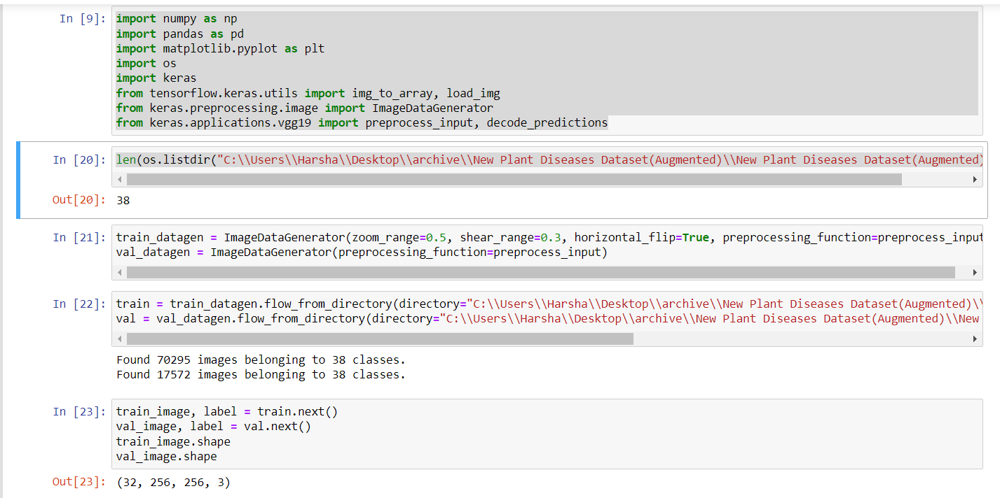 In [9]: import numpy as np
import pandas as pd
import matplotlib.pyplot as plt
import os
import keras
from tensorflow.keras.utils import img_to_array, load_img
from keras.preprocessing.image import ImageDataGenerator
from keras.applications.vgg19 import preprocess_input, decode_predictions
In [20]: len(os.listdir("C:\\Users\\Harsha\\Desktop\\archive\\New Plant Diseases Dataset(Augmented)\\New Plant Diseases Dataset(Augmented)
Out[20]: 38
In [21]: train_datagen = ImageDataGenerator(zoom_range=0.5, shear_range=0.3, horizontal_flip=True, preprocessing_function=preprocess_input
val_datagen = ImageDataGenerator(preprocessing_function=preprocess_input)
In [22]: train = train_datagen.flow_from_directory(directory="C:\\Users\\Harsha\\Desktop\\archive\\New Plant Diseases Dataset(Augmented)\\
val = val_datagen.flow_from_directory(directory="C:\\Users\\Harsha\\Desktop\\archive\\New Plant Diseases Dataset(Augmented)\\New
Found 70295 images belonging to 38 classes.
Found 17572 images belonging to 38 classes.
In [23]: train_image, label = train.next()
val_image, label = val.next()
train_image.shape
val_image.shape
Out[23]: (32, 256, 256, 3)